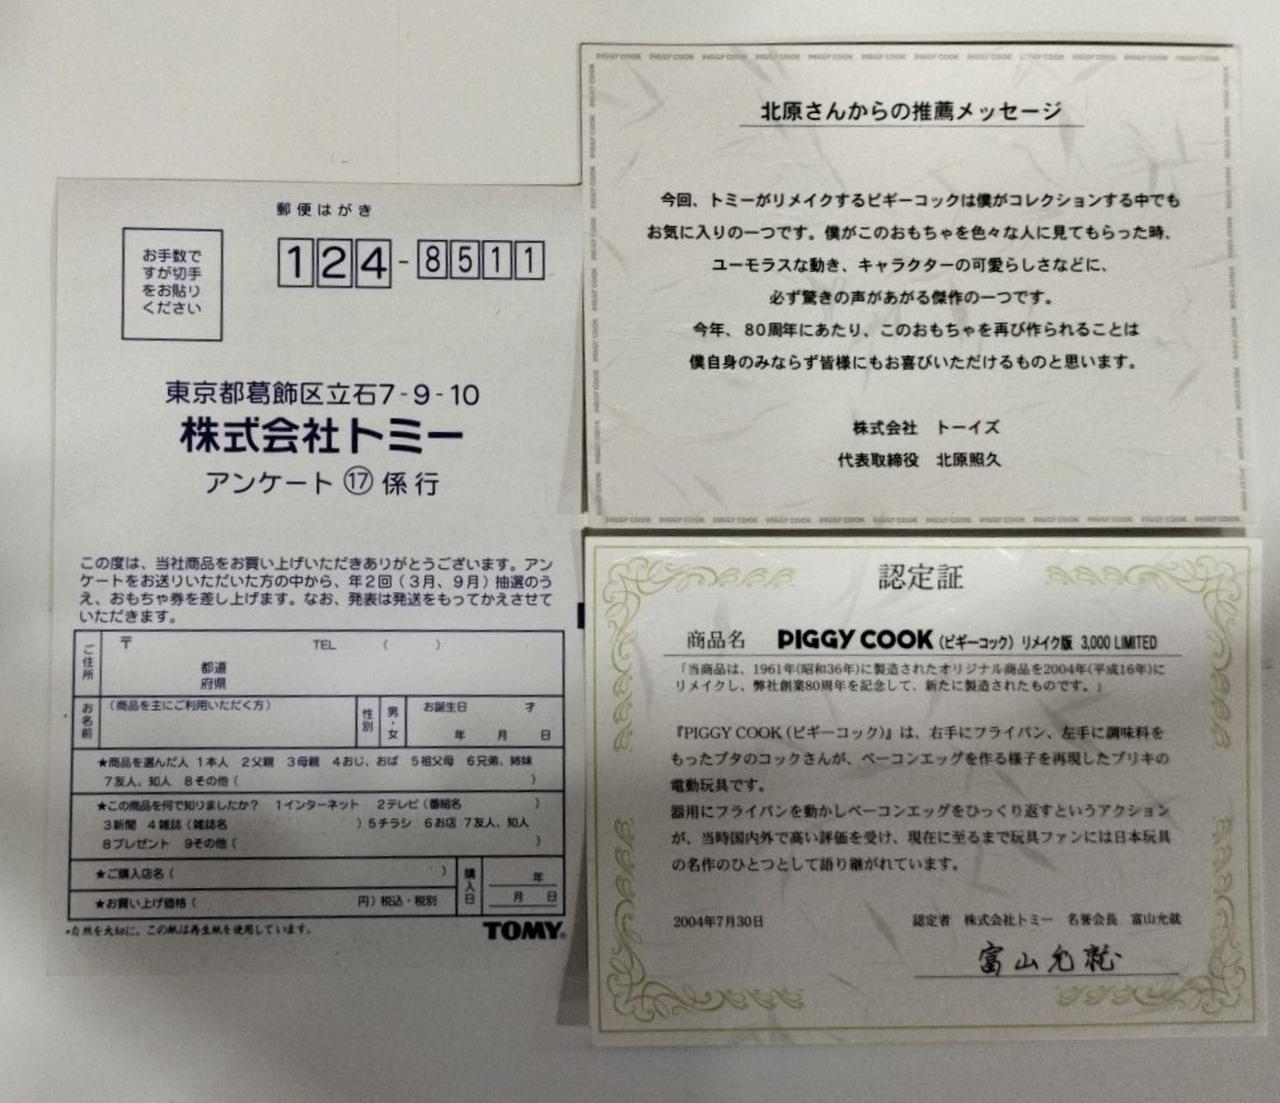 郵便はがき
お手数で
すが切手
をお貼り
ください
124-8511
東京都葛飾区立石7-9-10
株式会社トミー
アンケート⑰係行
この度は、当社商品をお買い上げいただきありがとうございます。アン
ケートをお送りいただいた方の中から、年2回(3月、9月)抽選のう
え、おもちゃ券を差し上げます。なお、発表は発送をもってかえさせて
いただきます。
ご住所 〒 TEL ( )
都道
府県
お名前 (商品を主にご利用いただく方) 性別 男・女 お誕生日 才
年 月 日
★商品を選んだ人 1本人 2父親 3母親 4おじ、おば 5祖父母 6兄弟、姉妹
7友人、知人 8その他( )
★この商品を何で知りましたか? 1インターネット 2テレビ(番組名 )
3新聞 4雑誌(雑誌名 )5チラシ 6お店 7友人、知人
8プレゼント 9その他( )
★ご購入店名( ) 購入日 年
★お買い上げ価格( 円)税込・税別 月 日
・自然を大切に。この紙は再生紙を使用しています。
TOMY
北原さんからの推薦メッセージ
今回、トミーがリメイクするピギーコックは僕がコレクションする中でも
お気に入りの一つです。僕がこのおもちゃを色々な人に見てもらった時、
ユーモラスな動き、キャラクターの可愛らしさなどに、
必ず驚きの声があがる傑作の一つです。
今年、80周年にあたり、このおもちゃを再び作られることは
僕自身のみならず皆様にもお喜びいただけるものと思います。
株式会社 トーイズ
代表取締役 北原照久
認定証
商品名 PIGGY COOK(ピギーコック)リメイク版 3,000 LIMITED
「当商品は、1961年(昭和36年)に製造されたオリジナル商品を2004年(平成16年)に
リメイクし、弊社創業80周年を記念して、新たに製造されたものです。」
『PIGGY COOK(ピギーコック)』は、右手にフライパン、左手に調味料を
もったブタのコックさんが、ベーコンエッグを作る様子を再現したブリキの
電動玩具です。
器用にフライパンを動かしベーコンエッグをひっくり返すというアクション
が、当時国内外で高い評価を受け、現在に至るまで玩具ファンには日本玩具
の名作のひとつとして語り継がれています。
2004年7月30日 認定者 株式会社トミー 名誉会長 富山允就
富山允就